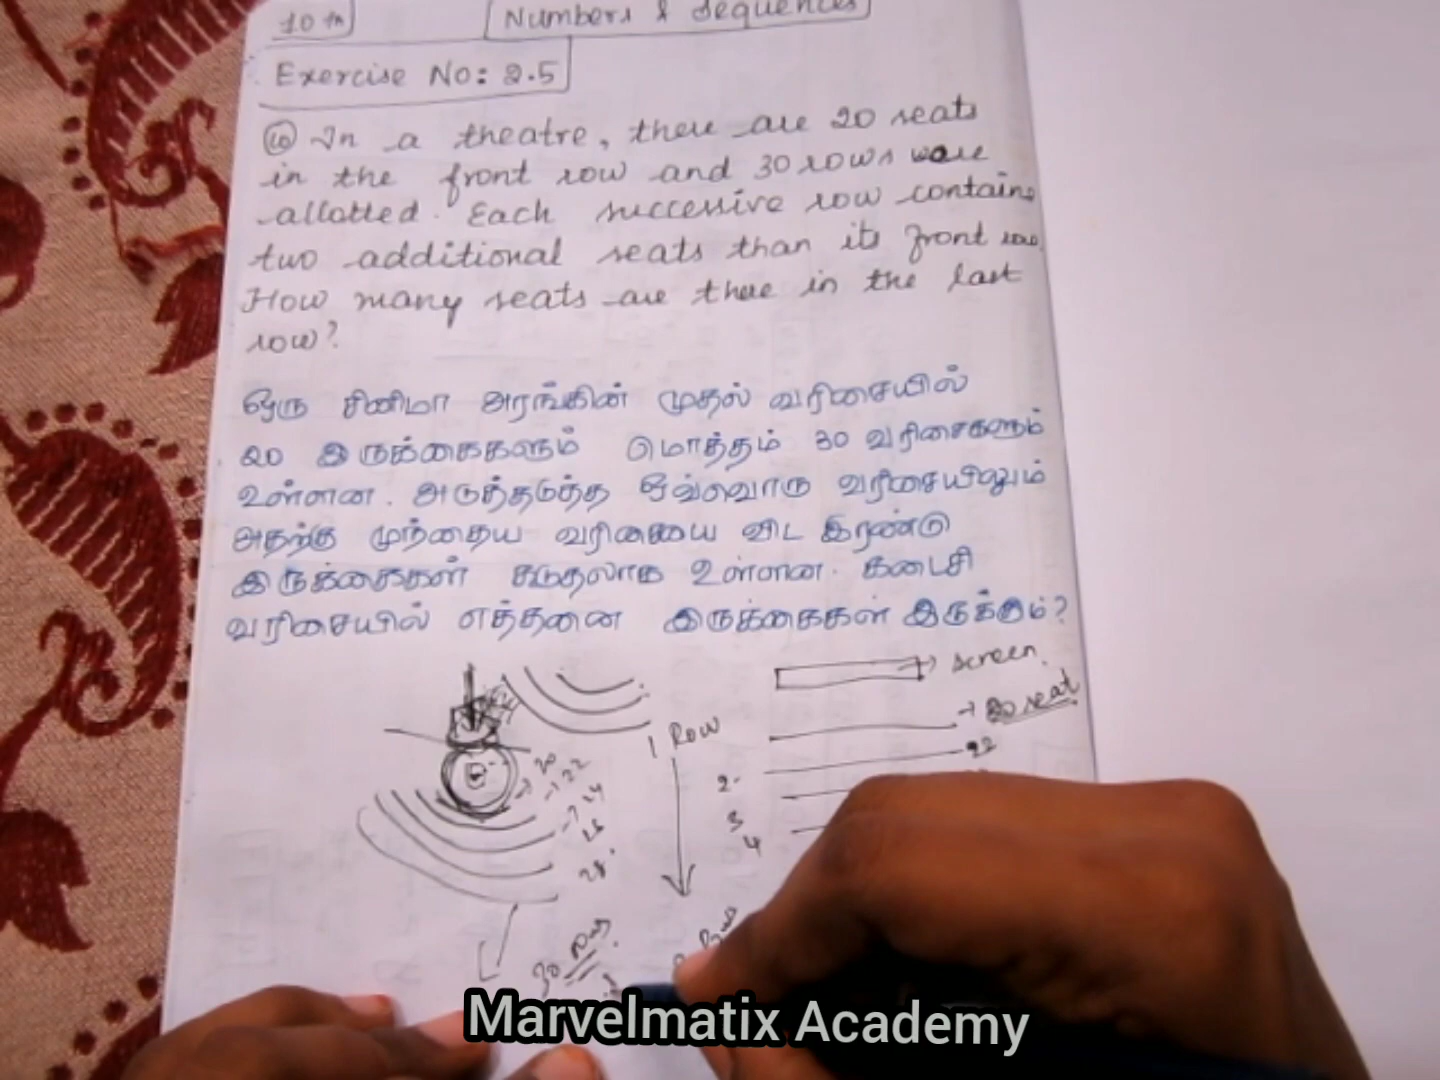 10th
Numbers & Sequences
Exercise No: 2.5
⑩ In a theatre, there are 20 seats
in the front row and 30 rows were
allotted. Each successive row contains
two additional seats than its front row.
How many seats are there in the last
row?
ஒரு சினிமா அரங்கின் முதல் வரிசையில்
20 இருக்கைகளும் மொத்தம் 30 வரிசைகளும்
உள்ளன. அடுத்தடுத்த ஒவ்வொரு வரிசையிலும்
அதற்கு முந்தைய வரிசையை விட இரண்டு
இருக்கைகள் கூடுதலாக உள்ளன. கடைசி
வரிசையில் எத்தனை இருக்கைகள் இருக்கும்?
→ screen.
→ 20 seat
1 Row
22
2.
3
4
→ 20
→ 22
→ 24
26
28.
30 rows.
Marvelmatix Academy